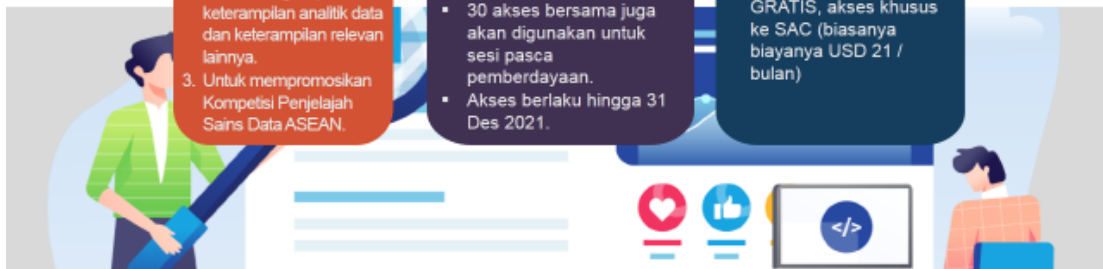 keterampilan analitik data
dan keterampilan relevan
lainnya.
3. Untuk mempromosikan
Kompetisi Penjelajah
Sains Data ASEAN.
▪ 30 akses bersama juga
akan digunakan untuk
sesi pasca
pemberdayaan.
▪ Akses berlaku hingga 31
Des 2021.
GRATIS, akses khusus
ke SAC (biasanya
biayanya USD 21 /
bulan)
</>